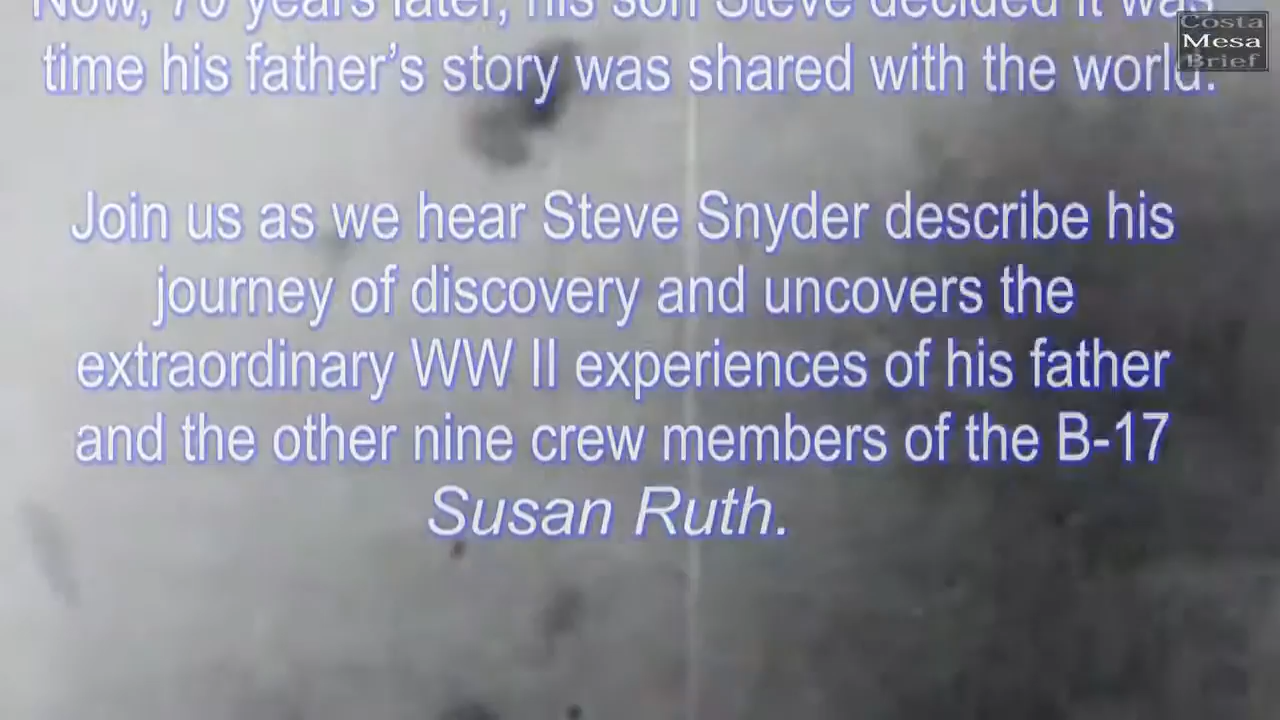 Now, 70 years later, his son Steve decided it was
time his father’s story was shared with the world.
Join us as we hear Steve Snyder describe his
journey of discovery and uncovers the
extraordinary WW II experiences of his father
and the other nine crew members of the B-17
Susan Ruth.
Costa
Mesa
Brief